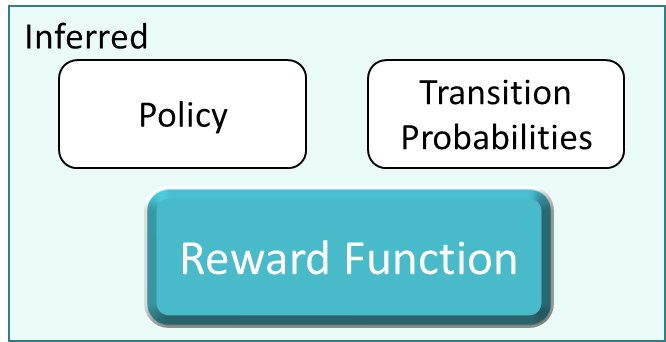 Inferred
Policy
Transition
Probabilities
Reward Function